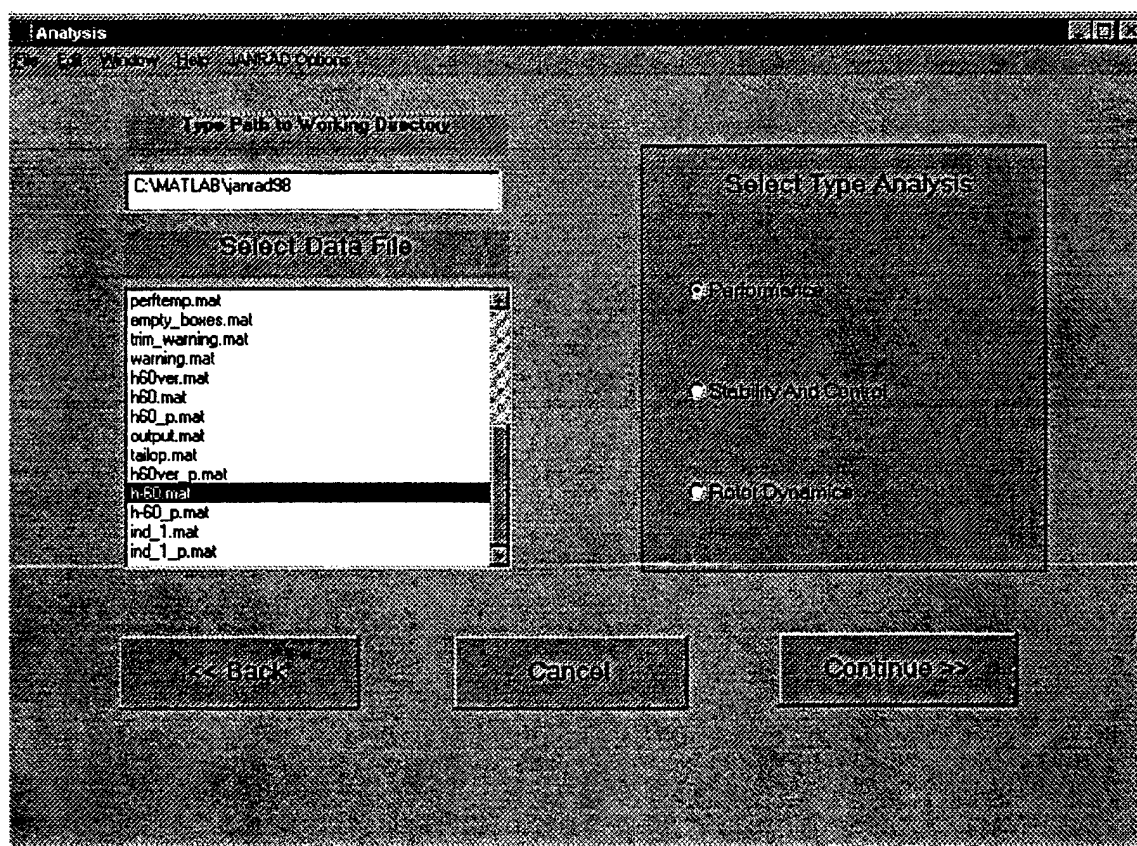 Analysis
File Edit Window Help JANRAD Options
Type Path to Working Directory
C:\MATLAB\janrad98
Select Data File
perftemp.mat
empty_boxes.mat
trim_warning.mat
warning.mat
h60ver.mat
h60.mat
h60_p.mat
output.mat
tailop.mat
h60ver_p.mat
h-60.mat
h-60_p.mat
ind_1.mat
ind_1_p.mat
Select Type Analysis
Performance
Stability And Control
Rotor Dynamics
<< Back
Cancel
Continue >>